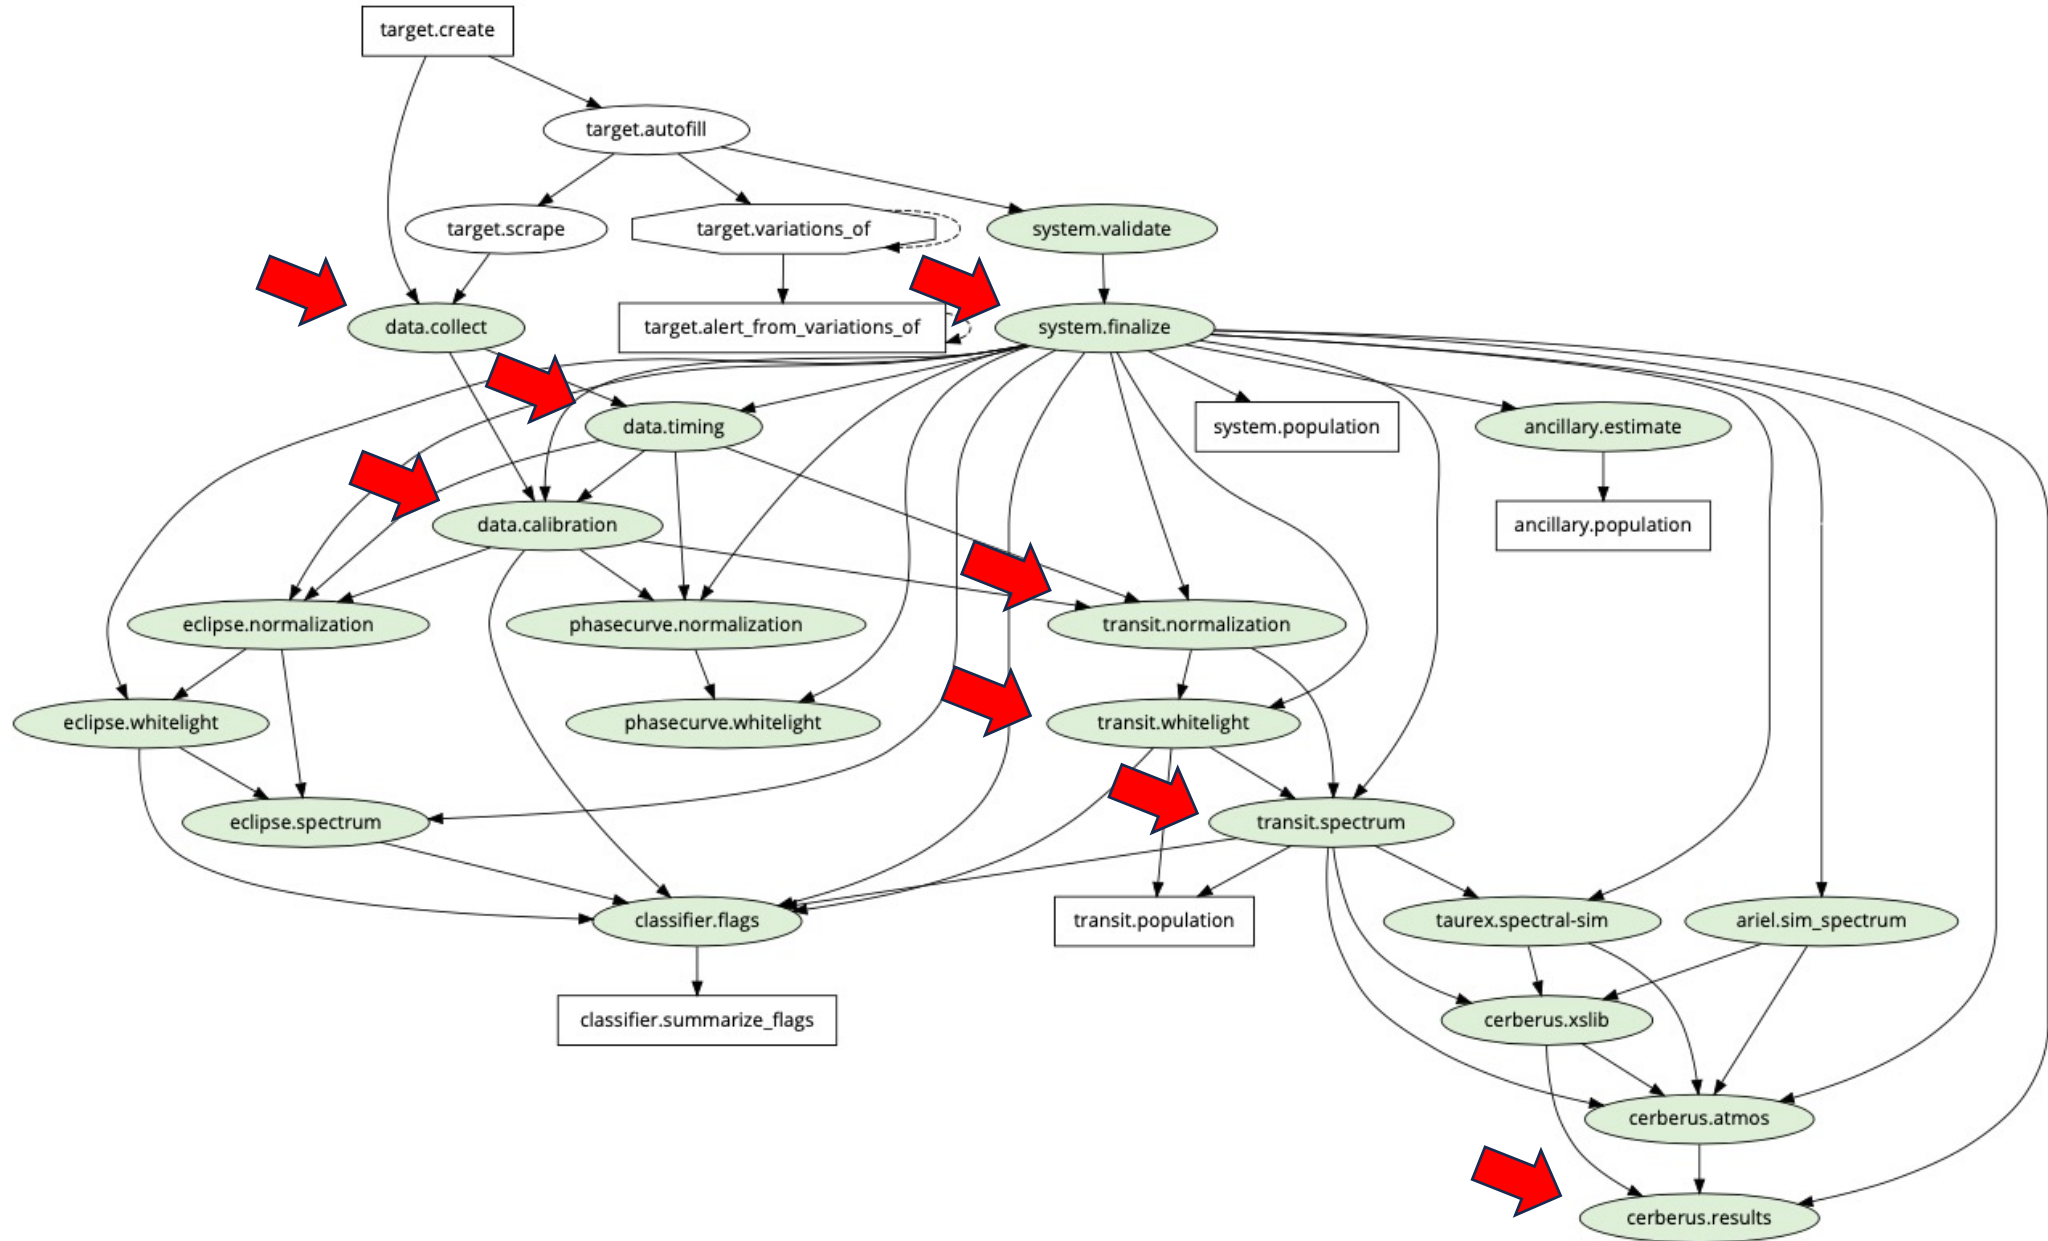 target.create
target.autofill
target.scrape
target.variations_of
system.validate
data.collect
target.alert_from_variations_of
system.finalize
data.timing
system.population
ancillary.estimate
data.calibration
ancillary.population
eclipse.normalization
phasecurve.normalization
transit.normalization
eclipse.whitelight
phasecurve.whitelight
transit.whitelight
eclipse.spectrum
transit.spectrum
classifier.flags
transit.population
taurex.spectral-sim
ariel.sim_spectrum
classifier.summarize_flags
cerberus.xslib
cerberus.atmos
cerberus.results